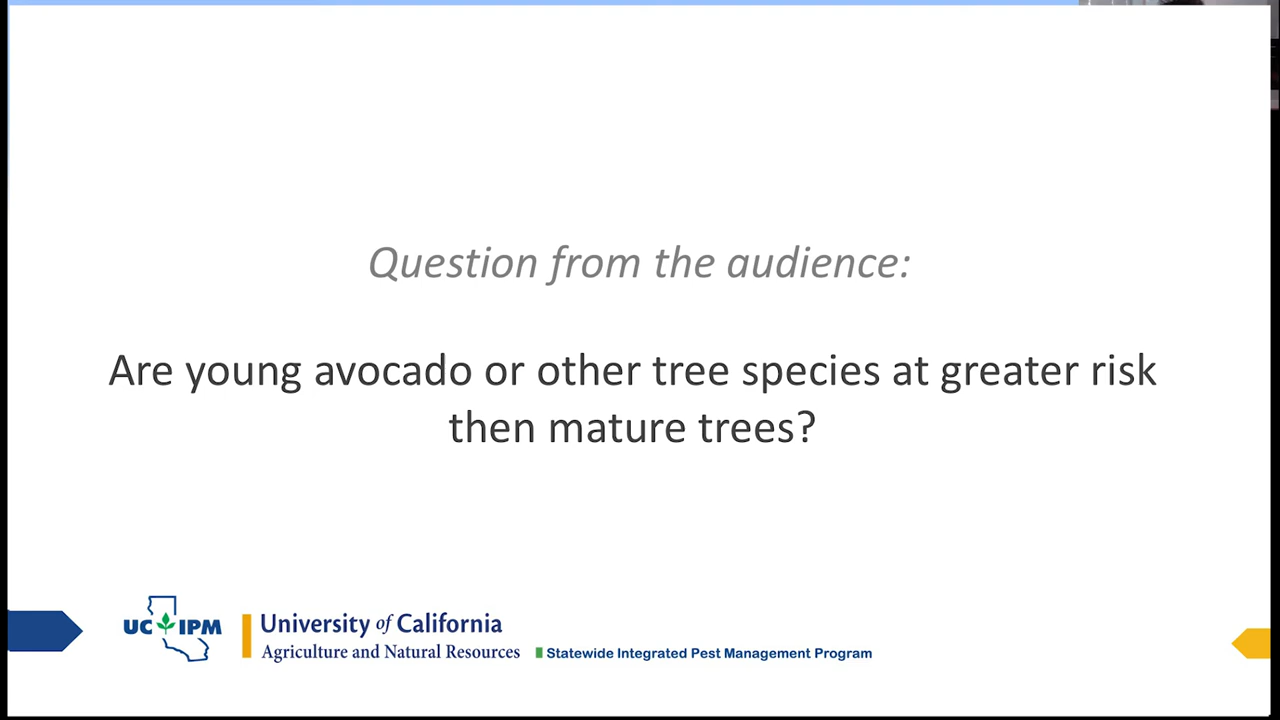 Question from the audience:
Are young avocado or other tree species at greater risk
then mature trees?
UC IPM
University of California
Agriculture and Natural Resources
Statewide Integrated Pest Management Program